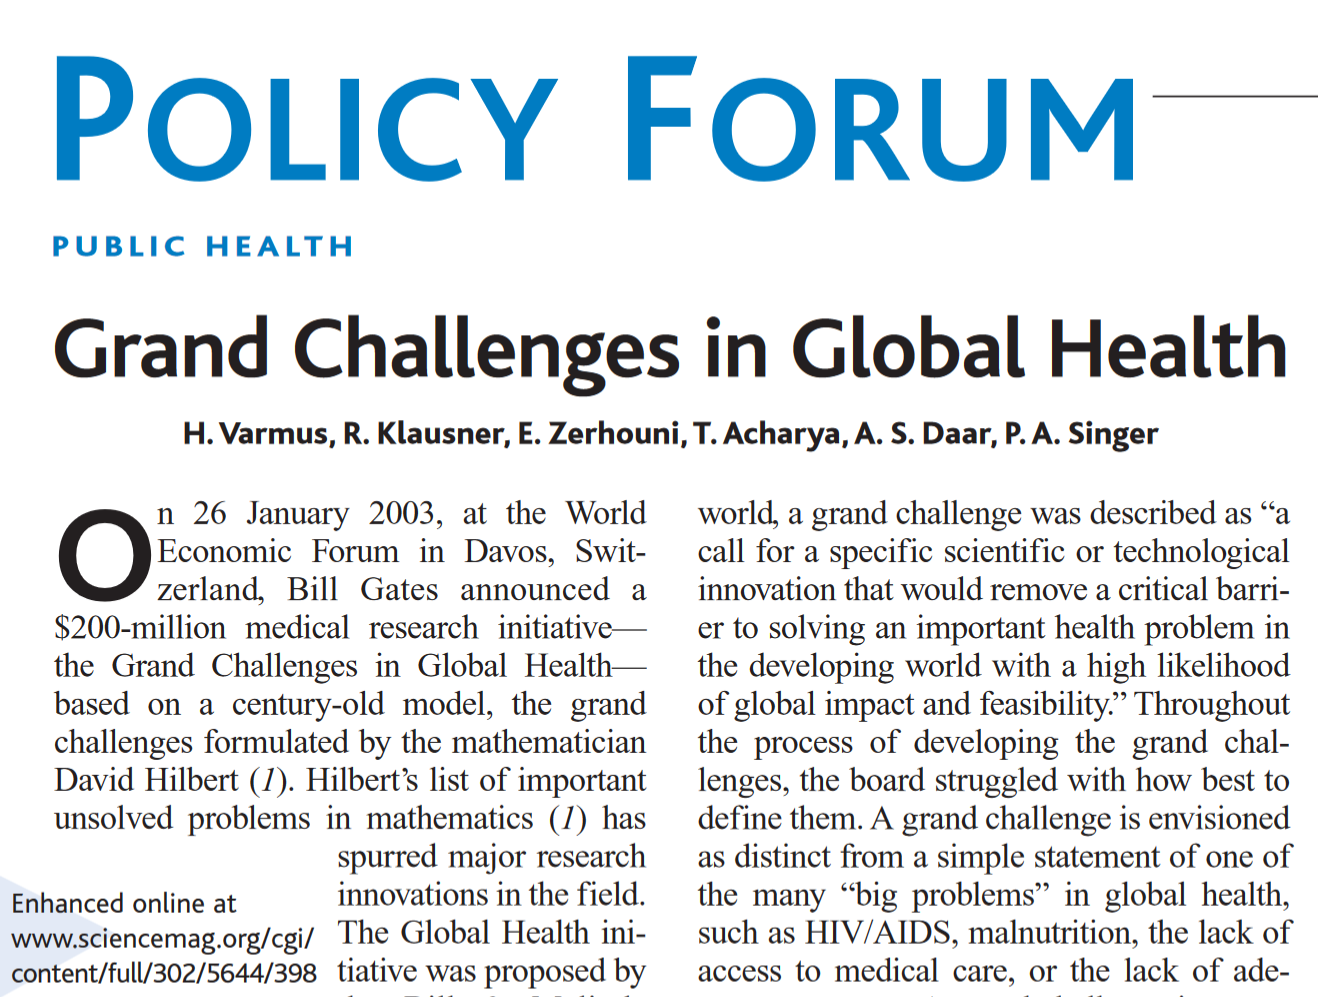 POLICY FORUM
PUBLIC HEALTH
Grand Challenges in Global Health
H. Varmus, R. Klausner, E. Zerhouni, T. Acharya, A. S. Daar, P. A. Singer
On 26 January 2003, at the World
Economic Forum in Davos, Swit-
zerland, Bill Gates announced a
$200-million medical research initiative—
the Grand Challenges in Global Health—
based on a century-old model, the grand
challenges formulated by the mathematician
David Hilbert (1). Hilbert’s list of important
unsolved problems in mathematics (1) has
spurred major research
innovations in the field.
The Global Health ini-
tiative was proposed by
Enhanced online at
www.sciencemag.org/cgi/
content/full/302/5644/398
world, a grand challenge was described as “a
call for a specific scientific or technological
innovation that would remove a critical barri-
er to solving an important health problem in
the developing world with a high likelihood
of global impact and feasibility.” Throughout
the process of developing the grand chal-
lenges, the board struggled with how best to
define them. A grand challenge is envisioned
as distinct from a simple statement of one of
the many “big problems” in global health,
such as HIV/AIDS, malnutrition, the lack of
access to medical care, or the lack of ade-